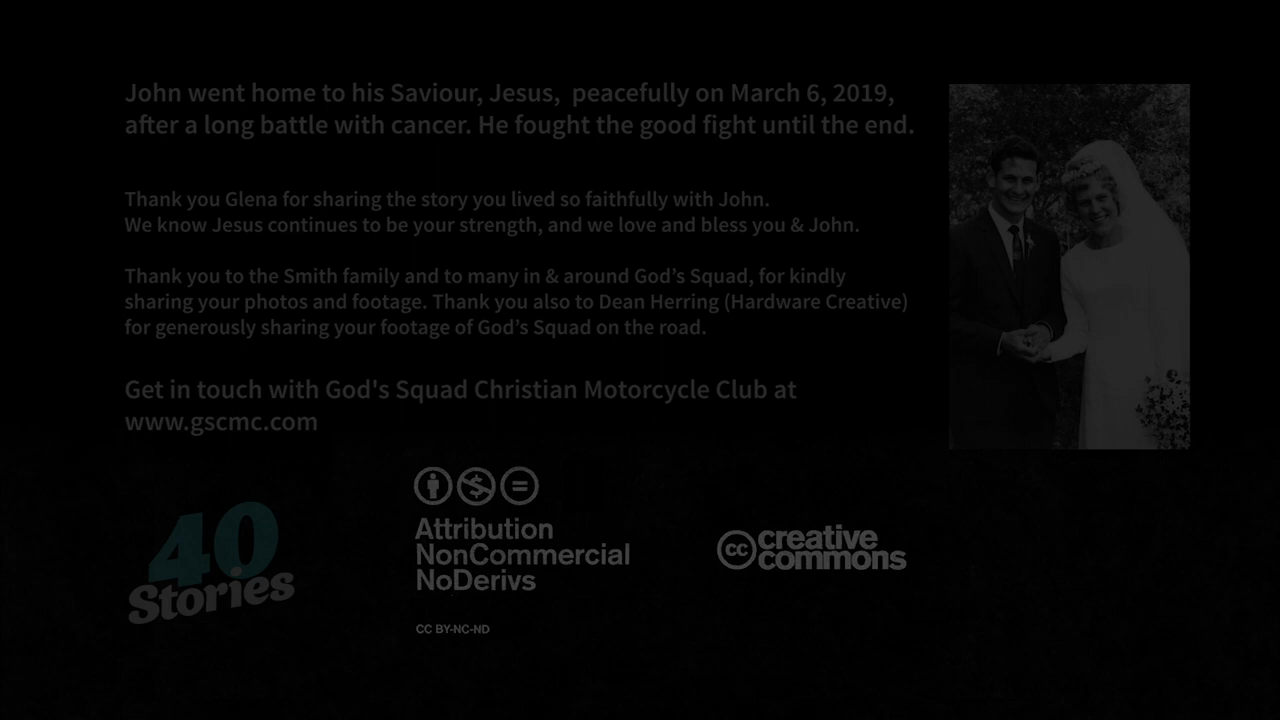 John went home to his Saviour, Jesus,  peacefully on March 6, 2019,
after a long battle with cancer. He fought the good fight until the end.
Thank you Glena for sharing the story you lived so faithfully with John.
We know Jesus continues to be your strength, and we love and bless you & John.
Thank you to the Smith family and to many in & around God’s Squad, for kindly
sharing your photos and footage. Thank you also to Dean Herring (Hardware Creative)
for generously sharing your footage of God’s Squad on the road.
Get in touch with God's Squad Christian Motorcycle Club at
www.gscmc.com
40
Stories
Attribution
NonCommercial
NoDerivs
CC BY-NC-ND
cc creative
commons